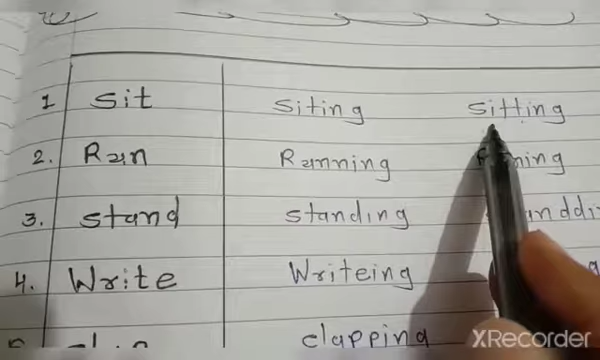 1 Sit Siting Sitting
2. Run Running
3. Stand Standing
4. Write Writeing
clapping
XRecorder